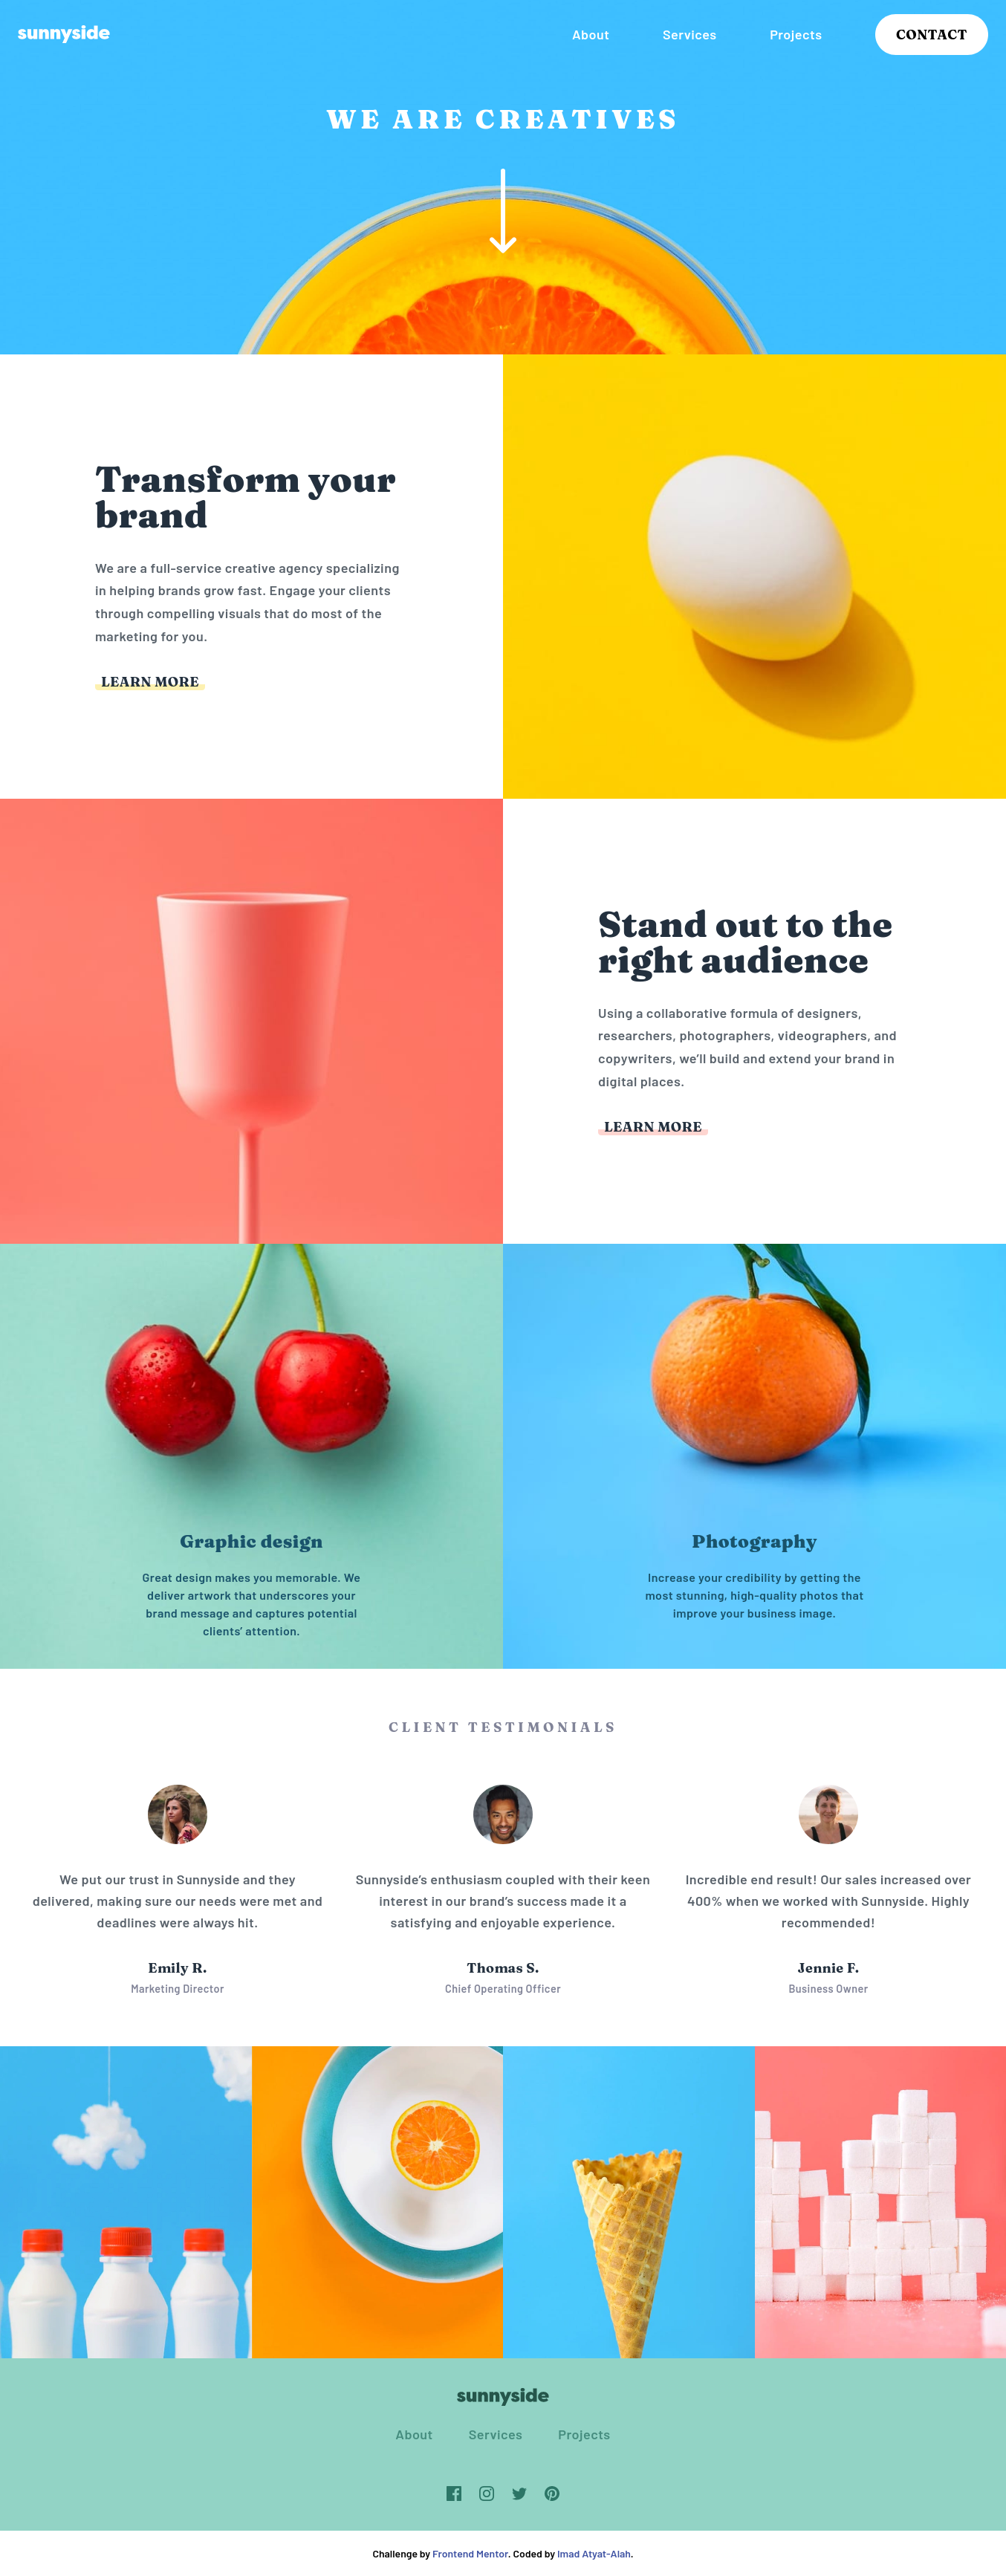 sunnyside
About Services Projects CONTACT
WE ARE CREATIVES
Transform your
brand
We are a full-service creative agency specializing
in helping brands grow fast. Engage your clients
through compelling visuals that do most of the
marketing for you.
LEARN MORE
Stand out to the
right audience
Using a collaborative formula of designers,
researchers, photographers, videographers, and
copywriters, we’ll build and extend your brand in
digital places.
LEARN MORE
Graphic design
Great design makes you memorable. We
deliver artwork that underscores your
brand message and captures potential
clients’ attention.
Photography
Increase your credibility by getting the
most stunning, high-quality photos that
improve your business image.
CLIENT TESTIMONIALS
We put our trust in Sunnyside and they
delivered, making sure our needs were met and
deadlines were always hit.
Emily R.
Marketing Director
Sunnyside’s enthusiasm coupled with their keen
interest in our brand’s success made it a
satisfying and enjoyable experience.
Thomas S.
Chief Operating Officer
Incredible end result! Our sales increased over
400% when we worked with Sunnyside. Highly
recommended!
Jennie F.
Business Owner
sunnyside
About Services Projects
Challenge by Frontend Mentor. Coded by Imad Atyat-Alah.